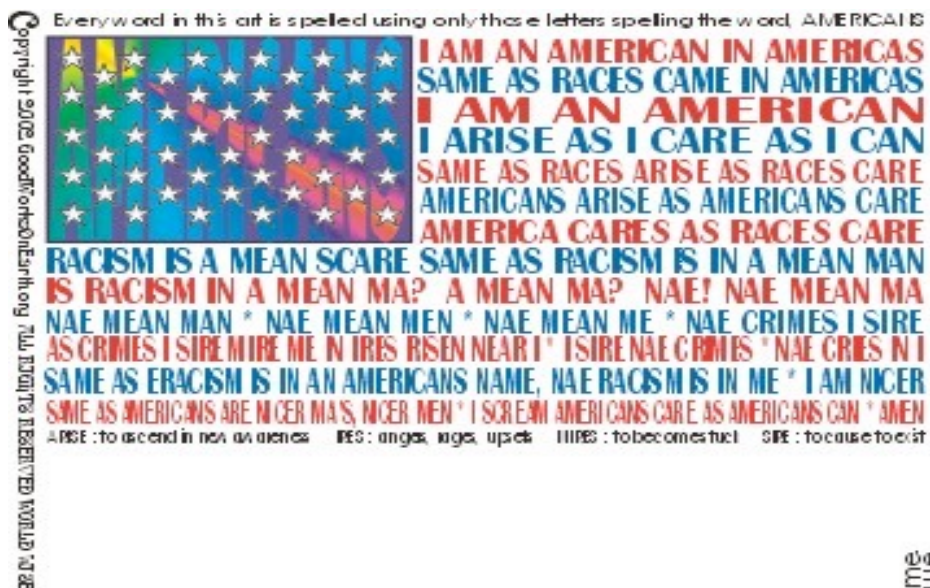 Every word in this art is spelled using only those letters spelling the word, AMERICANS
I AM AN AMERICAN IN AMERICAS
SAME AS RACES CAME IN AMERICAS
I AM AN AMERICAN
I ARISE AS I CARE AS I CAN
SAME AS RACES ARISE AS RACES CARE
AMERICANS ARISE AS AMERICANS CARE
AMERICA CARES AS RACES CARE
RACISM IS A MEAN SCARE SAME AS RACISM IS IN A MEAN MAN
IS RACISM IN A MEAN MA? A MEAN MA? NAE! NAE MEAN MA
NAE MEAN MAN * NAE MEAN MEN * NAE MEAN ME * NAE CRIMES I SIRE
AS CRIMES I SIRE MIRE ME IN IRES RISEN NEAR I * I SIRE NAE CRIMES * NAE CRIES IN I
SAME AS ERACISM IS IN AN AMERICANS NAME, NAE RACISM IS IN ME * I AM NICER
SAME AS AMERICANS ARE NICER MA'S, NICER MEN * I SCREAM AMERICANS CARE AS AMERICANS CAN * AMEN
ARISE : to ascend in new awareness IRES : anges, rages, upsets MIRES : to becomes stuck SIRE : to cause to exist
Copyright 2002 GoodWorksOnEarth.org ALL RIGHTS RESERVED WORLD
me